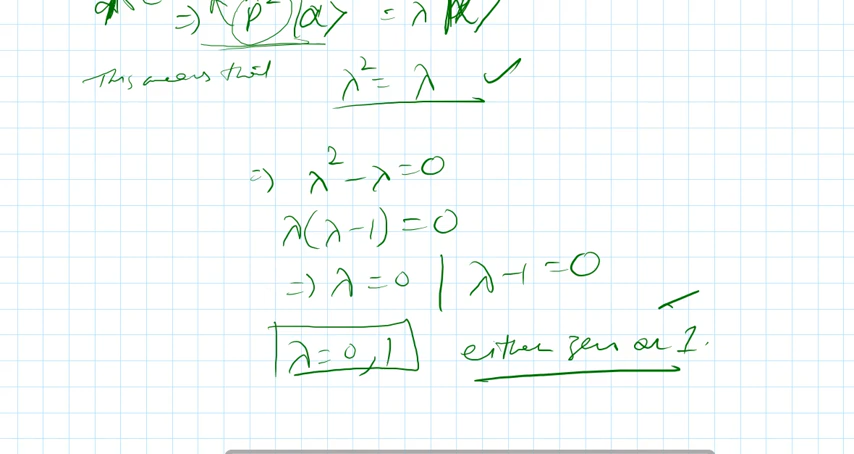 ⇒ P² |α⟩ = λ |α⟩
This means that λ² = λ ✓
⇒ λ² − λ = 0
λ(λ − 1) = 0
⇒ λ = 0 | λ − 1 = 0
λ = 0, 1 either zero or 1.